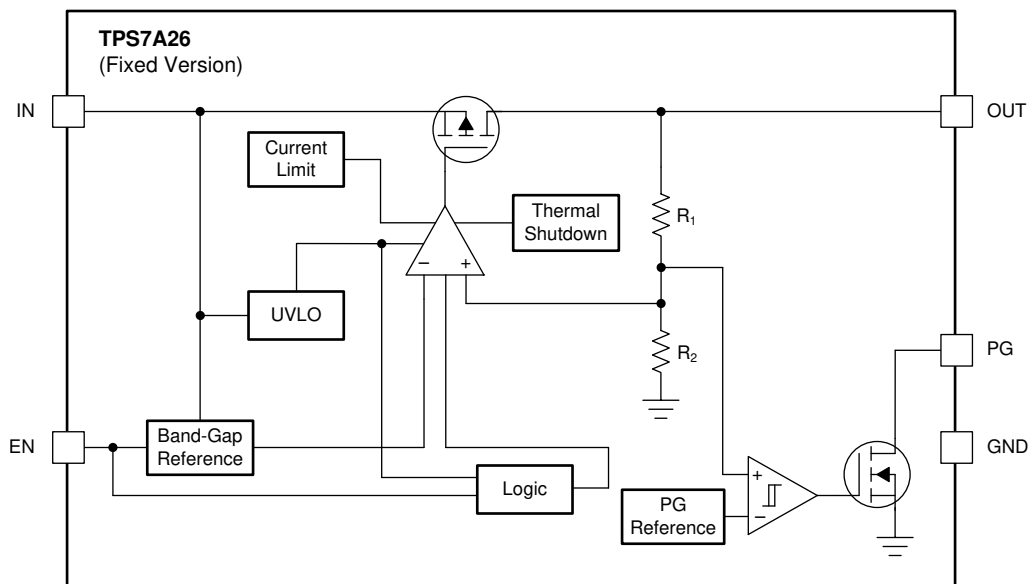 TPS7A26
(Fixed Version)
IN
OUT
Current
Limit
Thermal
Shutdown
R1
−
+
UVLO
R2
PG
EN
Band-Gap
Reference
GND
Logic
+
PG
Reference
−